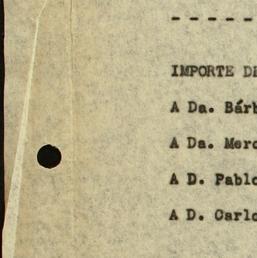 ------
IMPORTE DE
A Da. Bárb
A Da. Merc
A D. Pablo
A D. Carlo